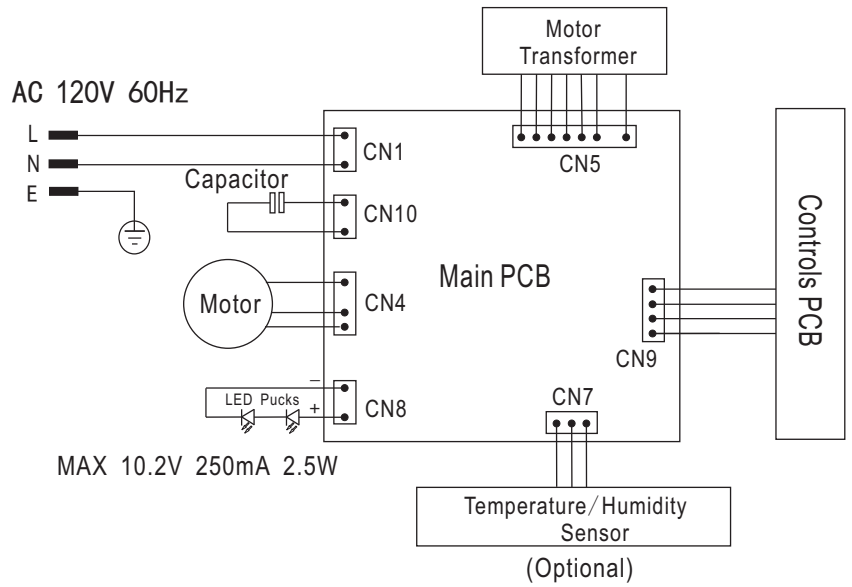 Motor
Transformer
AC 120V 60Hz
L
N
E
CN1
CN5
Capacitor
CN10
Main PCB
Motor
CN4
Controls PCB
CN9
CN7
–
LED Pucks
+
CN8
MAX 10.2V 250mA 2.5W
Temperature/Humidity
Sensor
(Optional)